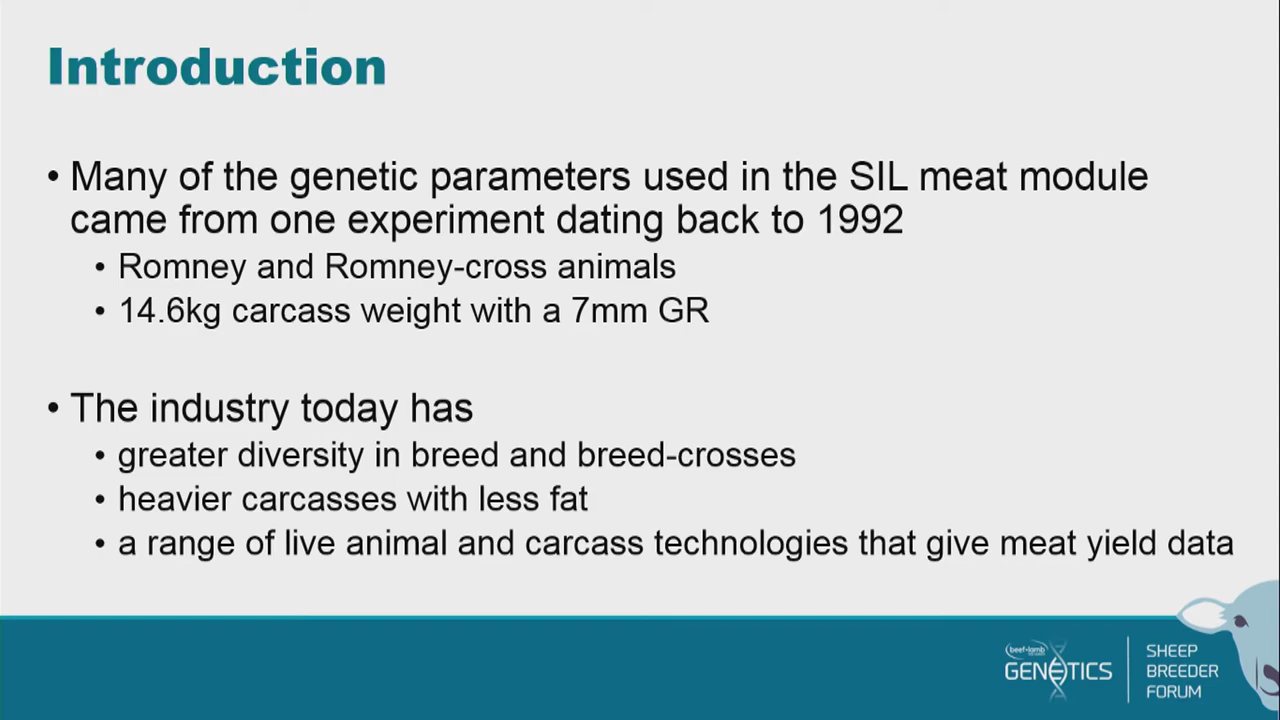 Introduction
• Many of the genetic parameters used in the SIL meat module
came from one experiment dating back to 1992
• Romney and Romney-cross animals
• 14.6kg carcass weight with a 7mm GR
• The industry today has
• greater diversity in breed and breed-crosses
• heavier carcasses with less fat
• a range of live animal and carcass technologies that give meat yield data
beef+lamb
GENETICS
SHEEP
BREEDER
FORUM